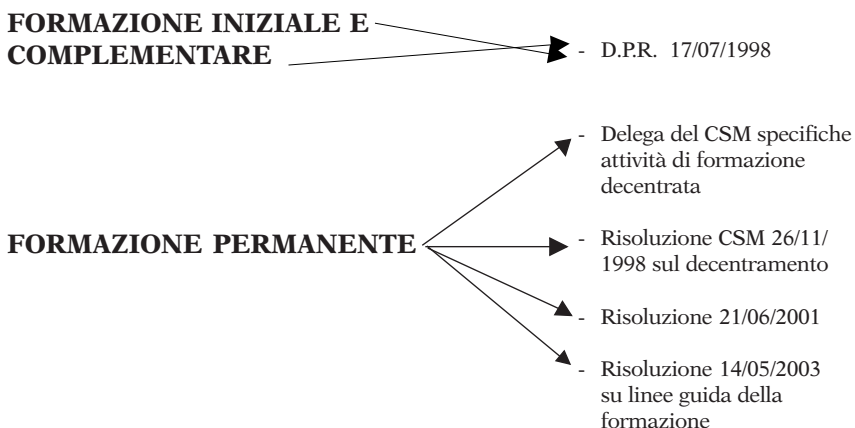 FORMAZIONE INIZIALE E
COMPLEMENTARE
- D.P.R. 17/07/1998
- Delega del CSM specifiche
attività di formazione
decentrata
FORMAZIONE PERMANENTE
- Risoluzione CSM 26/11/
1998 sul decentramento
- Risoluzione 21/06/2001
- Risoluzione 14/05/2003
su linee guida della
formazione